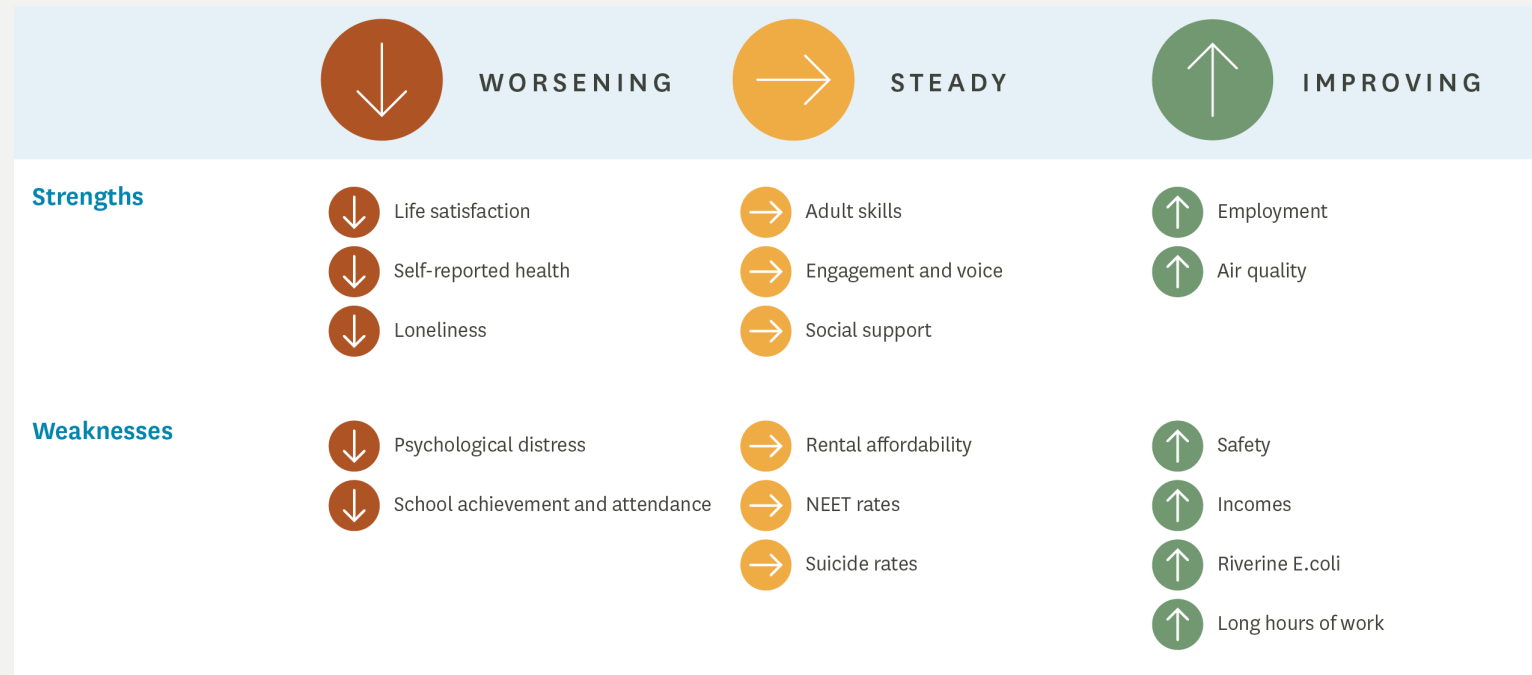 WORSENING
STEADY
IMPROVING
Strengths
Life satisfaction
Adult skills
Employment
Self-reported health
Engagement and voice
Air quality
Loneliness
Social support
Weaknesses
Psychological distress
Rental affordability
Safety
School achievement and attendance
NEET rates
Incomes
Suicide rates
Riverine E.coli
Long hours of work